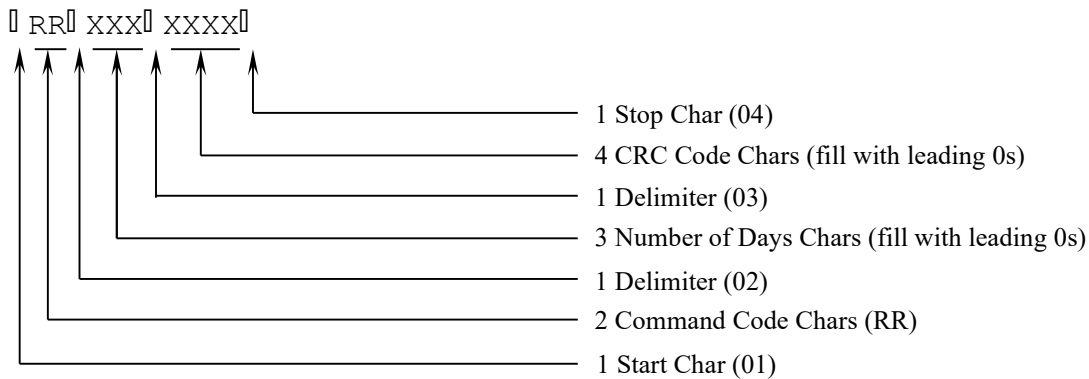 ▯ RR▯ XXX▯ XXXX▯
1 Stop Char (04)
4 CRC Code Chars (fill with leading 0s)
1 Delimiter (03)
3 Number of Days Chars (fill with leading 0s)
1 Delimiter (02)
2 Command Code Chars (RR)
1 Start Char (01)